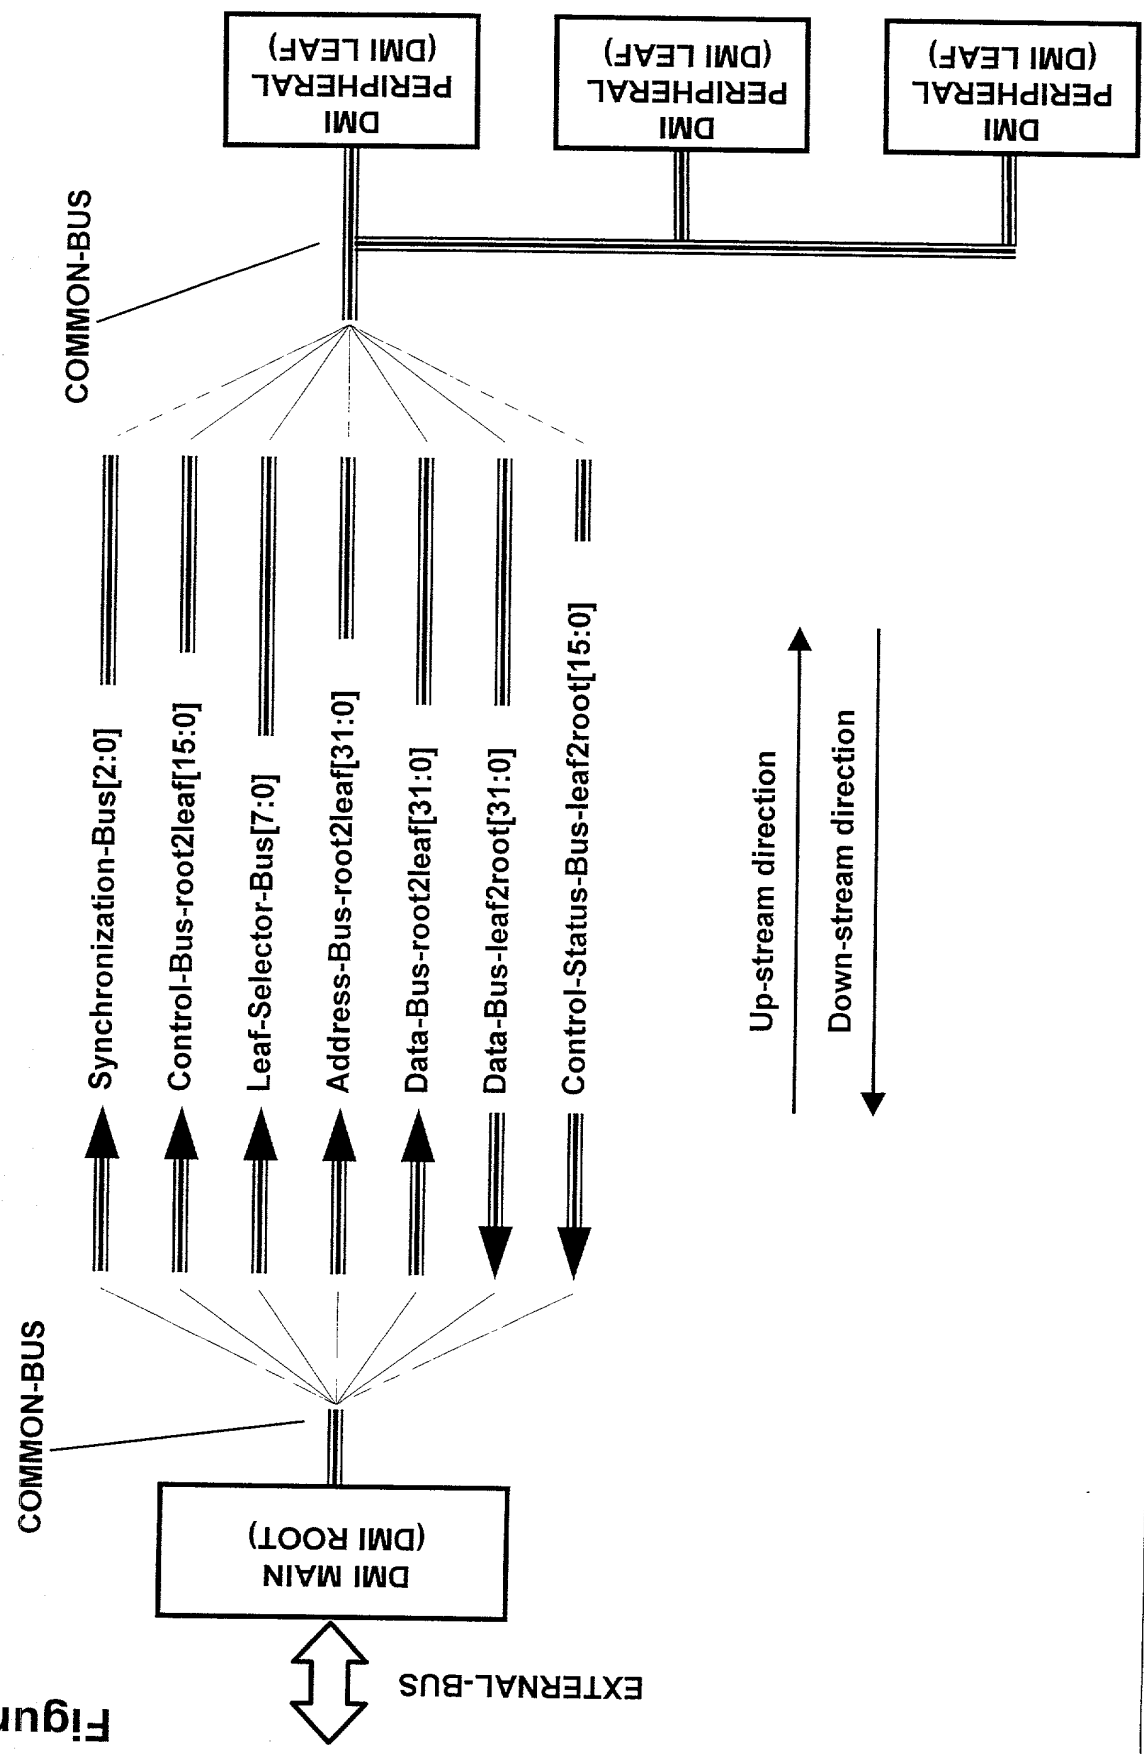 Figur
EXTERNAL-BUS
DMI MAIN
(DMI ROOT)
COMMON-BUS
Synchronization-Bus[2:0]
Control-Bus-root2leaf[15:0]
Leaf-Selector-Bus[7:0]
Address-Bus-root2leaf[31:0]
Data-Bus-root2leaf[31:0]
Data-Bus-leaf2root[31:0]
Control-Status-Bus-leaf2root[15:0]
Up-stream direction
Down-stream direction
COMMON-BUS
DMI
PERIPHERAL
(DMI LEAF)
DMI
PERIPHERAL
(DMI LEAF)
DMI
PERIPHERAL
(DMI LEAF)